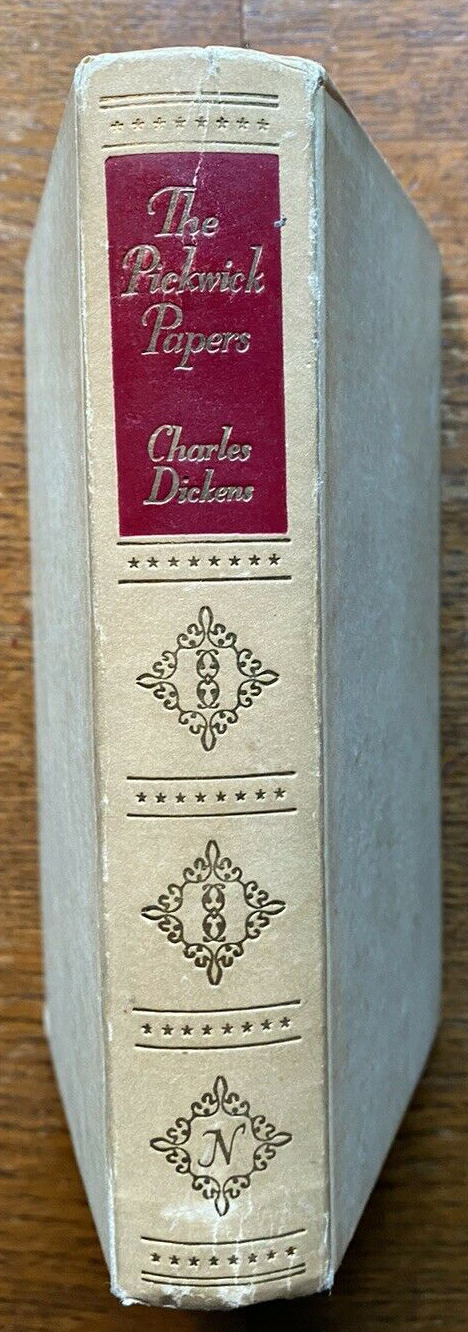 The
Pickwick
Papers
Charles
Dickens
N